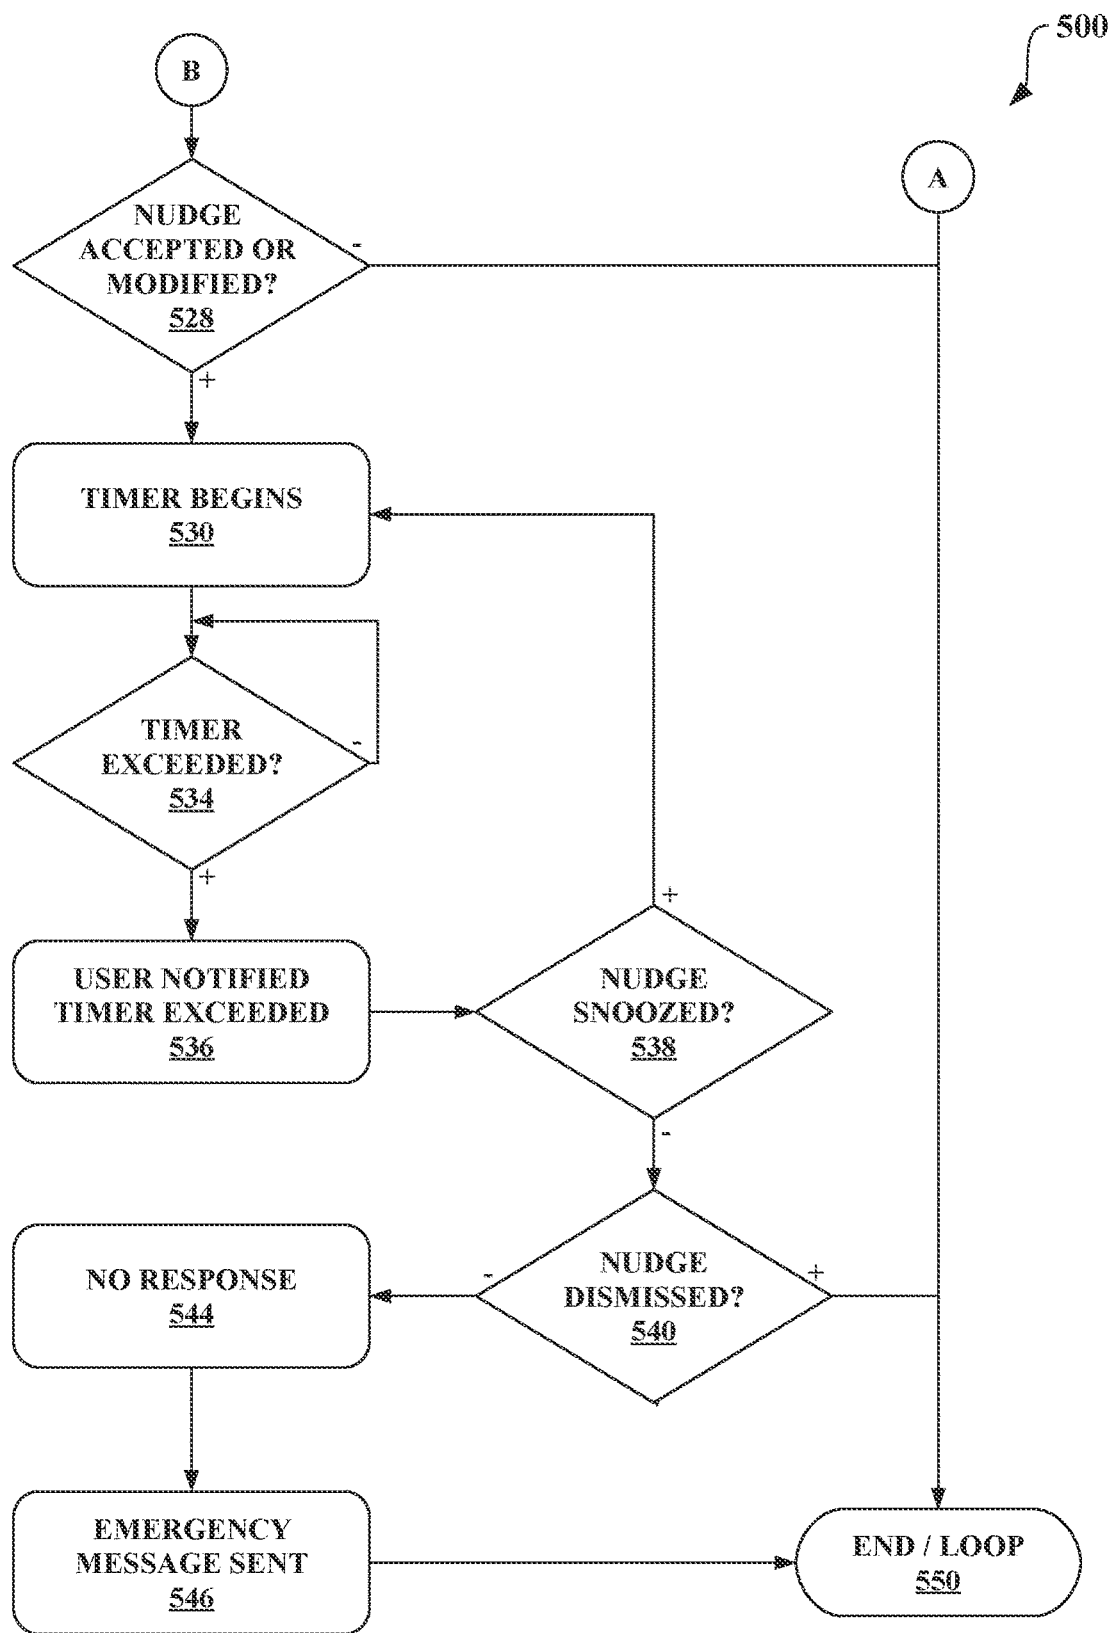 500
B
A
NUDGE
ACCEPTED OR
MODIFIED?
528
-
+
TIMER BEGINS
530
TIMER
EXCEEDED?
534
-
+
USER NOTIFIED
TIMER EXCEEDED
536
+
NUDGE
SNOOZED?
538
-
NUDGE
DISMISSED?
540
-
+
NO RESPONSE
544
EMERGENCY
MESSAGE SENT
546
END / LOOP
550